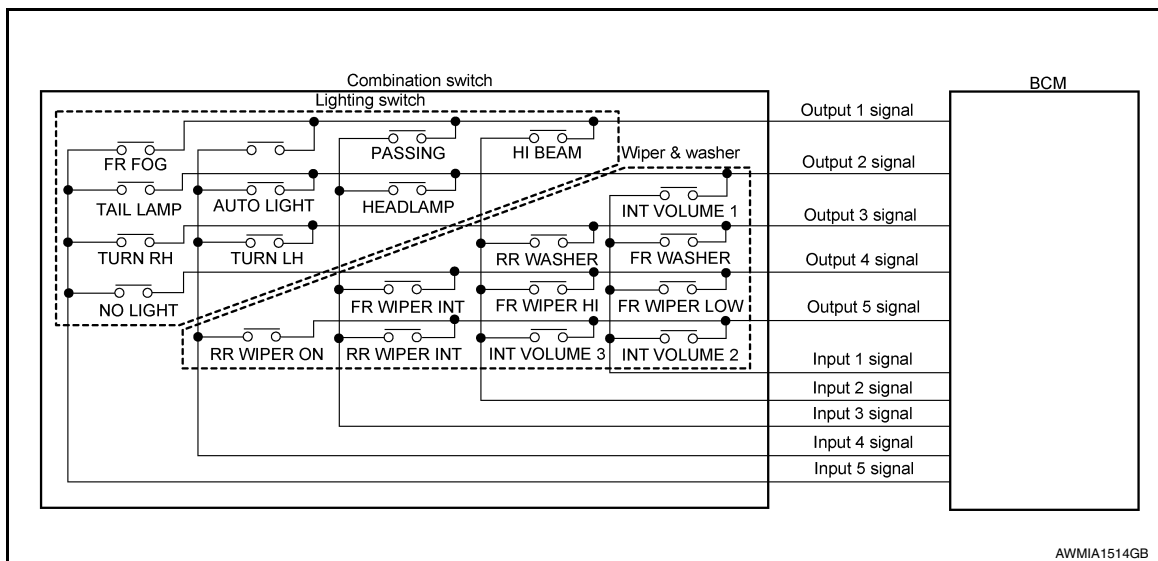 Combination switch
BCM
Lighting switch
Output 1 signal
FR FOG
PASSING
HI BEAM
Wiper & washer
Output 2 signal
TAIL LAMP
AUTO LIGHT
HEADLAMP
INT VOLUME 1
Output 3 signal
TURN RH
TURN LH
RR WASHER
FR WASHER
Output 4 signal
NO LIGHT
FR WIPER INT
FR WIPER HI
FR WIPER LOW
Output 5 signal
RR WIPER ON
RR WIPER INT
INT VOLUME 3
INT VOLUME 2
Input 1 signal
Input 2 signal
Input 3 signal
Input 4 signal
Input 5 signal
AWMIA1514GB